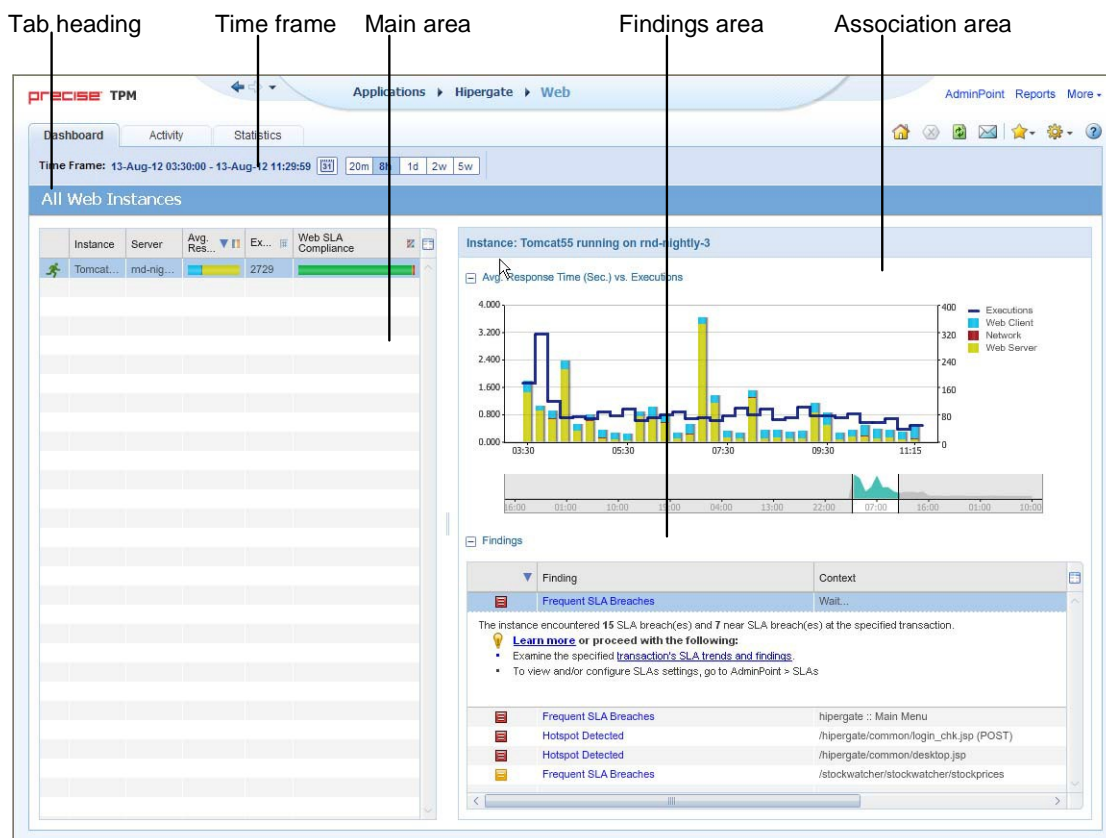 Tab heading Time frame Main area Findings area Association area
precise TPM
Applications Hipergate Web
AdminPoint Reports More
Dashboard Activity Statistics
Time Frame: 13-Aug-12 03:30:00 - 13-Aug-12 11:29:59 31 20m 8h 1d 2w 5w
All Web Instances
Instance Server Avg. Res... Ex... Web SLA Compliance
Tomcat... rnd-nig... 2729
Instance: Tomcat55 running on rnd-nightly-3
Avg. Response Time (Sec.) vs. Executions
4.000
3.200
2.400
1.600
0.800
0.000
400
320
240
160
80
0
Executions
Web Client
Network
Web Server
03:30 05:30 07:30 09:30 11:15
16:00 01:00 10:00 19:00 04:00 13:00 22:00 07:00 16:00 01:00 10:00
Findings
Finding Context
Frequent SLA Breaches Wait...
The instance encountered 15 SLA breach(es) and 7 near SLA breach(es) at the specified transaction.
Learn more or proceed with the following:
Examine the specified transaction's SLA trends and findings.
To view and/or configure SLAs settings, go to AdminPoint > SLAs
Frequent SLA Breaches hipergate :: Main Menu
Hotspot Detected /hipergate/common/login_chk.jsp (POST)
Hotspot Detected /hipergate/common/desktop.jsp
Frequent SLA Breaches /stockwatcher/stockwatcher/stockprices